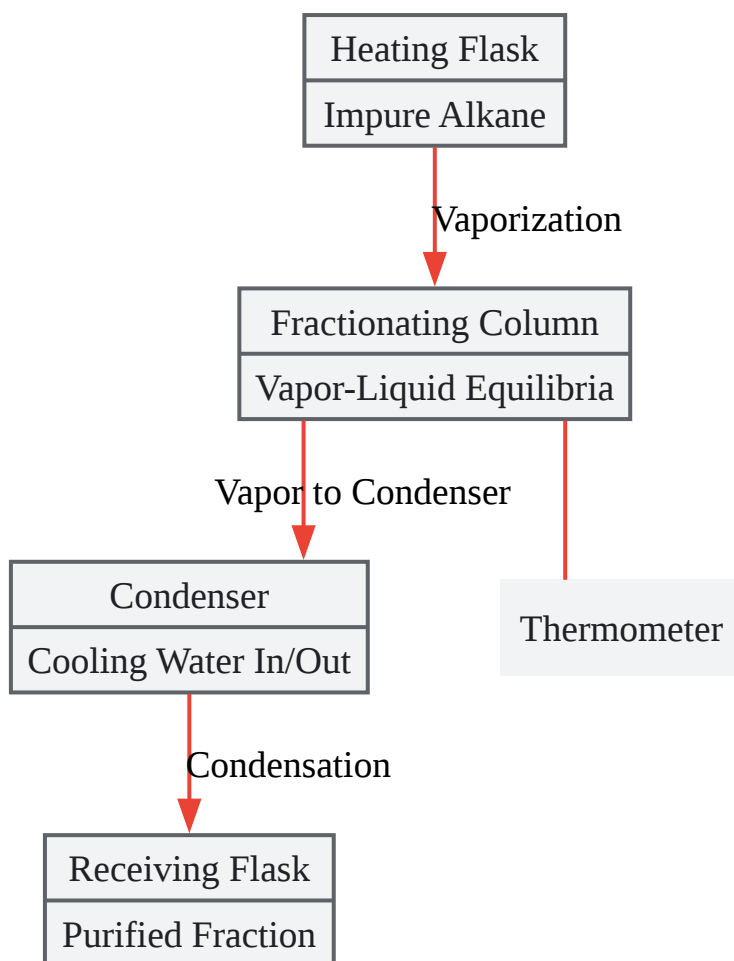 Heating Flask
Impure Alkane
Vaporization
Fractionating Column
Vapor-Liquid Equilibria
Vapor to Condenser
Condenser
Cooling Water In/Out
Thermometer
Condensation
Receiving Flask
Purified Fraction